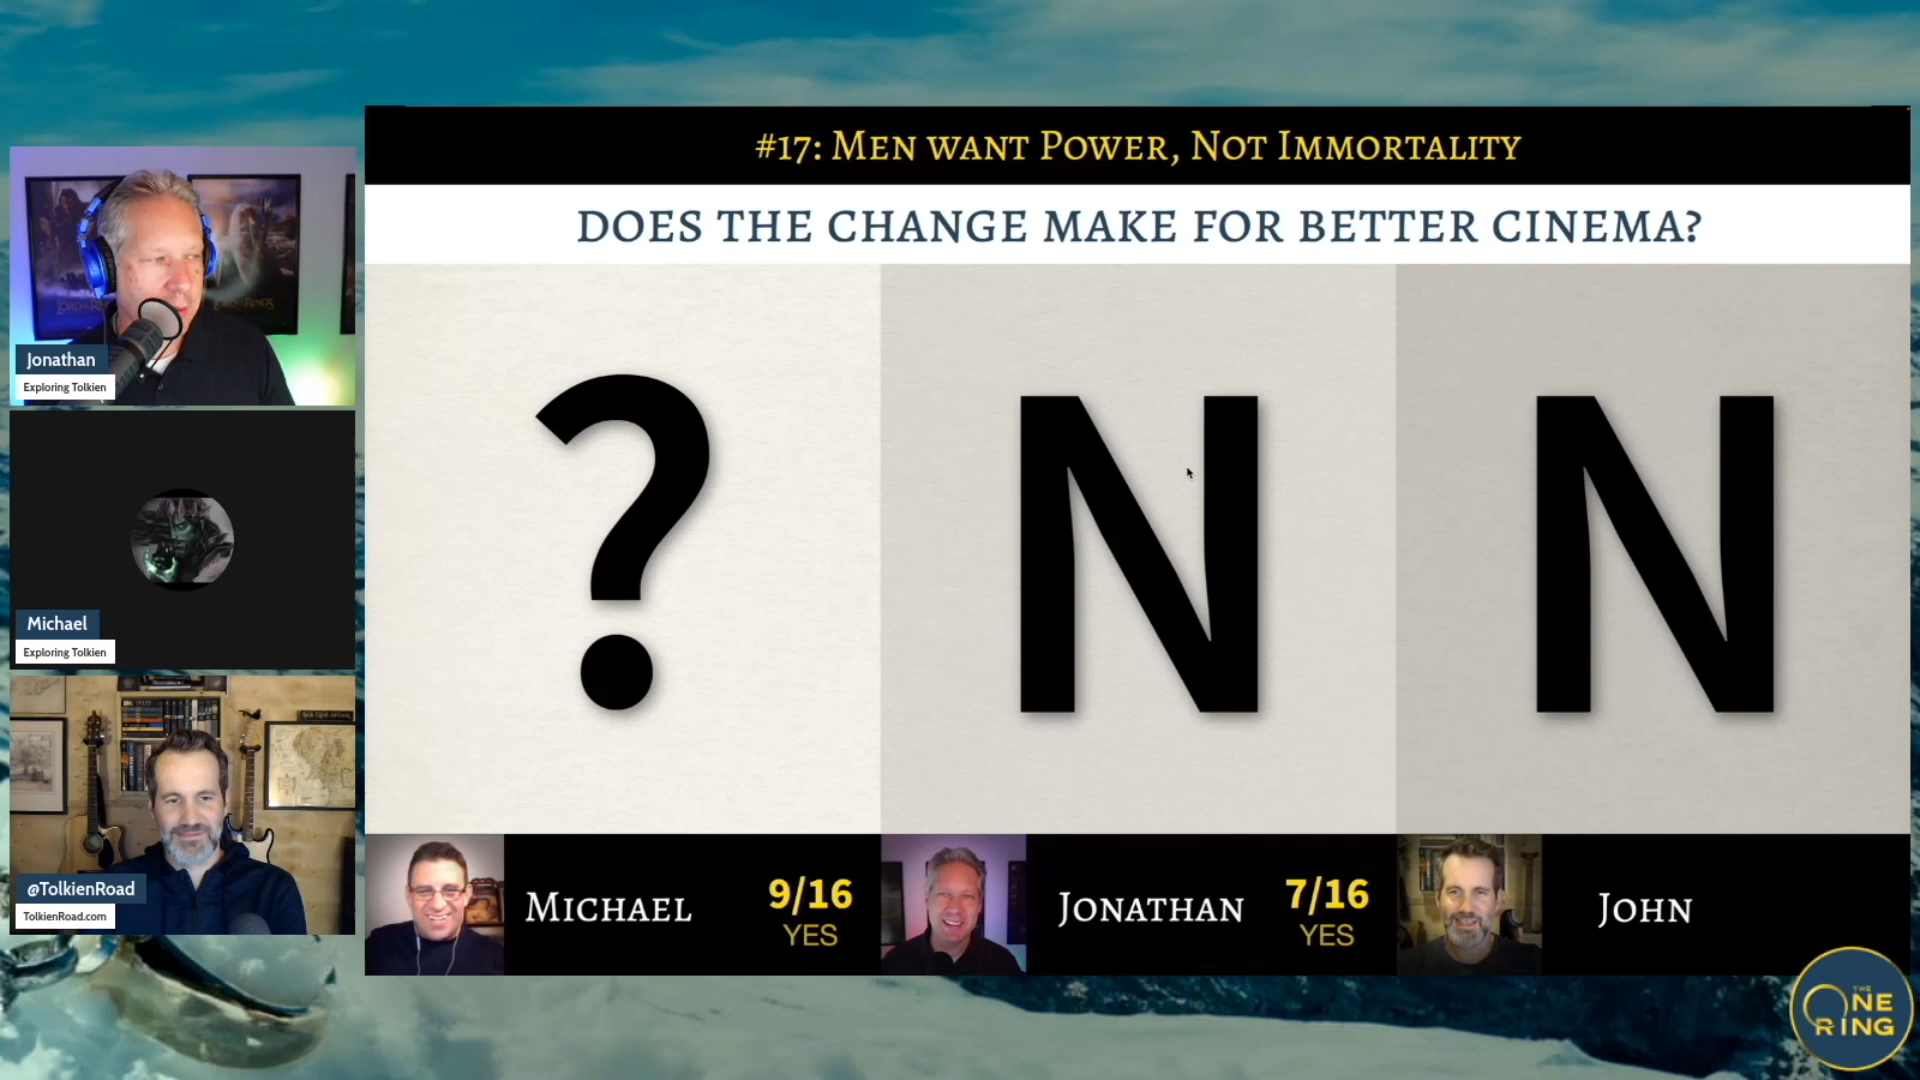 #17: Men want Power, Not Immortality
DOES THE CHANGE MAKE FOR BETTER CINEMA?
Jonathan
Exploring Tolkien
Michael
Exploring Tolkien
@TolkienRoad
TolkienRoad.com
?
N
N
Michael
9/16
YES
Jonathan
7/16
YES
John
THE
ONE
RING